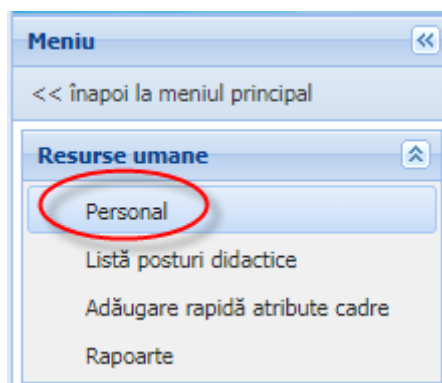 Meniu
<< înapoi la meniul principal
Resurse umane
Personal
Listă posturi didactice
Adăugare rapidă atribute cadre
Rapoarte